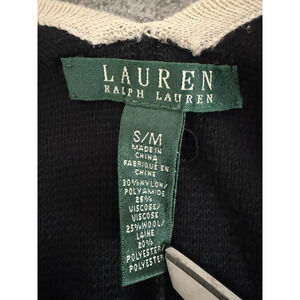 LAUREN
RALPH LAUREN
S/M
MADE IN
CHINA
FABRIQUÉ EN
CHINE
30% NYLON/
POLYAMIDE
25%
VISCOSE/
VISCOSE
25% WOOL/
LAINE
20%
POLYESTER/
POLYESTER